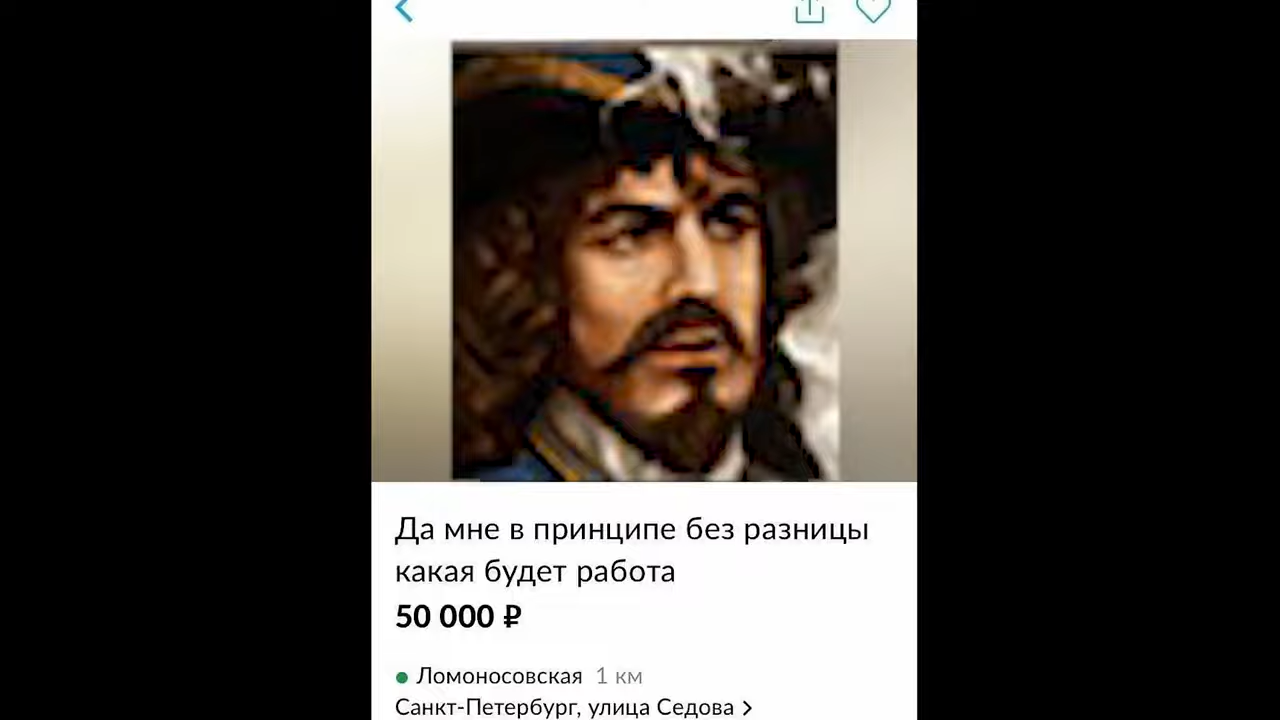 Да мне в принципе без разницы
какая будет работа
50 000 ₽
Ломоносовская 1 км
Санкт-Петербург, улица Седова